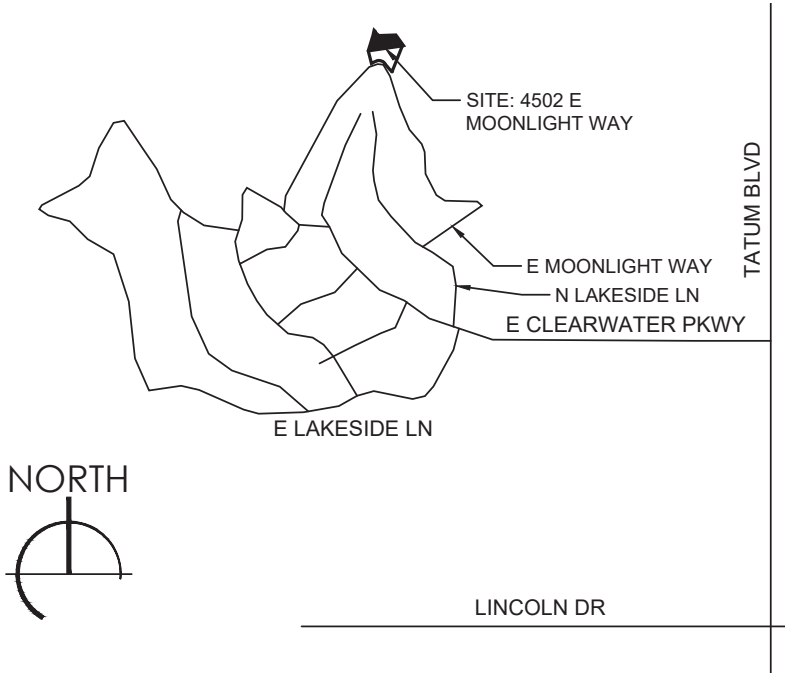 SITE: 4502 E
MOONLIGHT WAY
TATUM BLVD
E MOONLIGHT WAY
N LAKESIDE LN
E CLEARWATER PKWY
E LAKESIDE LN
NORTH
LINCOLN DR